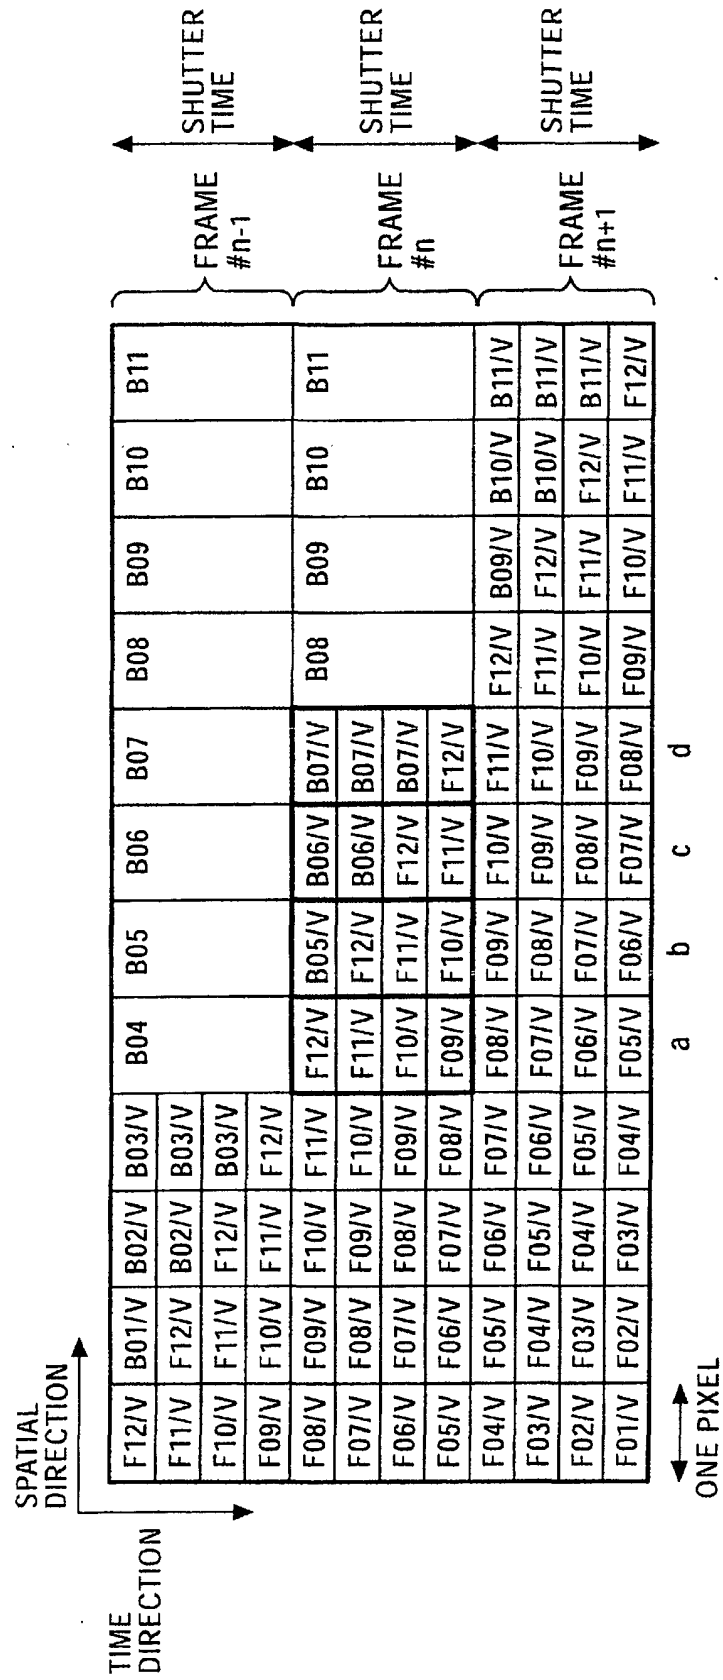 SPATIAL
DIRECTION
TIME
DIRECTION
F12/V B01/V B02/V B03/V B04 B05 B06 B07 B08 B09 B10 B11
F11/V F12/V B02/V B03/V
F10/V F11/V F12/V B03/V
F09/V F10/V F11/V F12/V
FRAME
#n-1
SHUTTER
TIME
F08/V F09/V F10/V F11/V F12/V B05/V B06/V B07/V B08 B09 B10 B11
F07/V F08/V F09/V F10/V F11/V F12/V B06/V B07/V
F06/V F07/V F08/V F09/V F10/V F11/V F12/V B07/V
F05/V F06/V F07/V F08/V F09/V F10/V F11/V F12/V
FRAME
#n
SHUTTER
TIME
F04/V F05/V F06/V F07/V F08/V F09/V F10/V F11/V F12/V B09/V B10/V B11/V
F03/V F04/V F05/V F06/V F07/V F08/V F09/V F10/V F11/V F12/V B10/V B11/V
F02/V F03/V F04/V F05/V F06/V F07/V F08/V F09/V F10/V F11/V F12/V B11/V
F01/V F02/V F03/V F04/V F05/V F06/V F07/V F08/V F09/V F10/V F11/V F12/V
FRAME
#n+1
SHUTTER
TIME
a b c d
ONE PIXEL